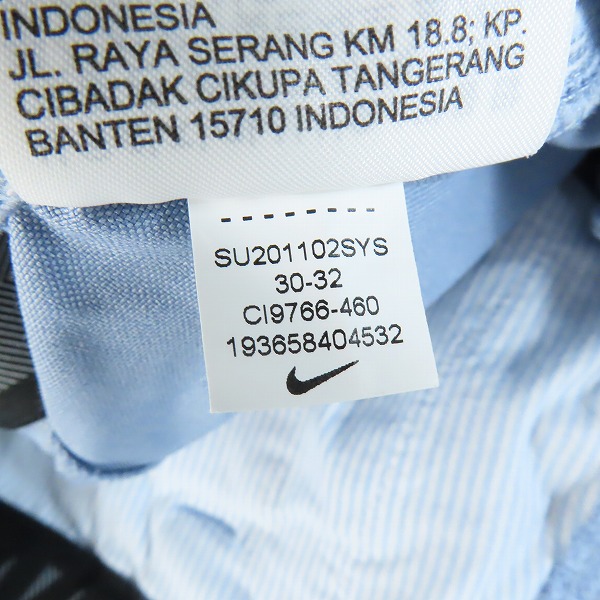 INDONESIA
JL. RAYA SERANG KM 18.8; KP.
CIBADAK CIKUPA TANGERANG
BANTEN 15710 INDONESIA
SU201102SYS
30-32
CI9766-460
193658404532